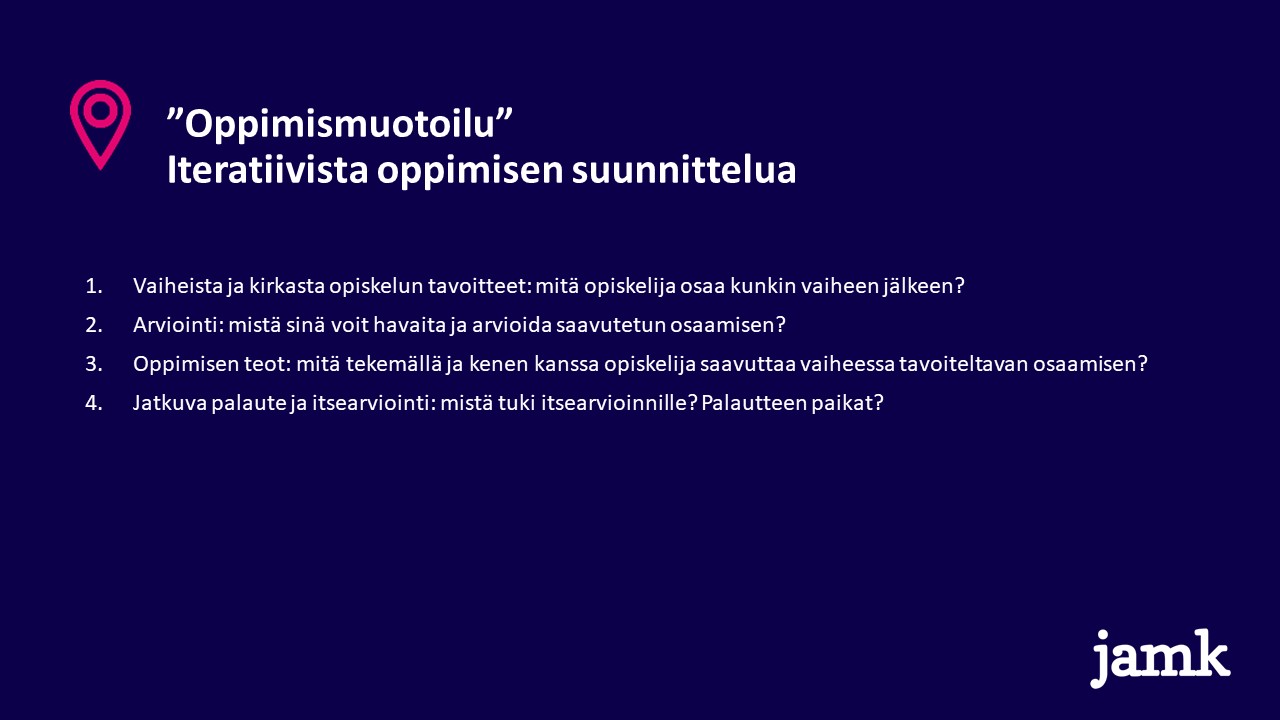 ”Oppimismuotoilu”
Iteratiivista oppimisen suunnittelua
1. Vaiheista ja kirkasta opiskelun tavoitteet: mitä opiskelija osaa kunkin vaiheen jälkeen?
2. Arviointi: mistä sinä voit havaita ja arvioida saavutetun osaamisen?
3. Oppimisen teot: mitä tekemällä ja kenen kanssa opiskelija saavuttaa vaiheessa tavoiteltavan osaamisen?
4. Jatkuva palaute ja itsearviointi: mistä tuki itsearvioinnille? Palautteen paikat?
jamk